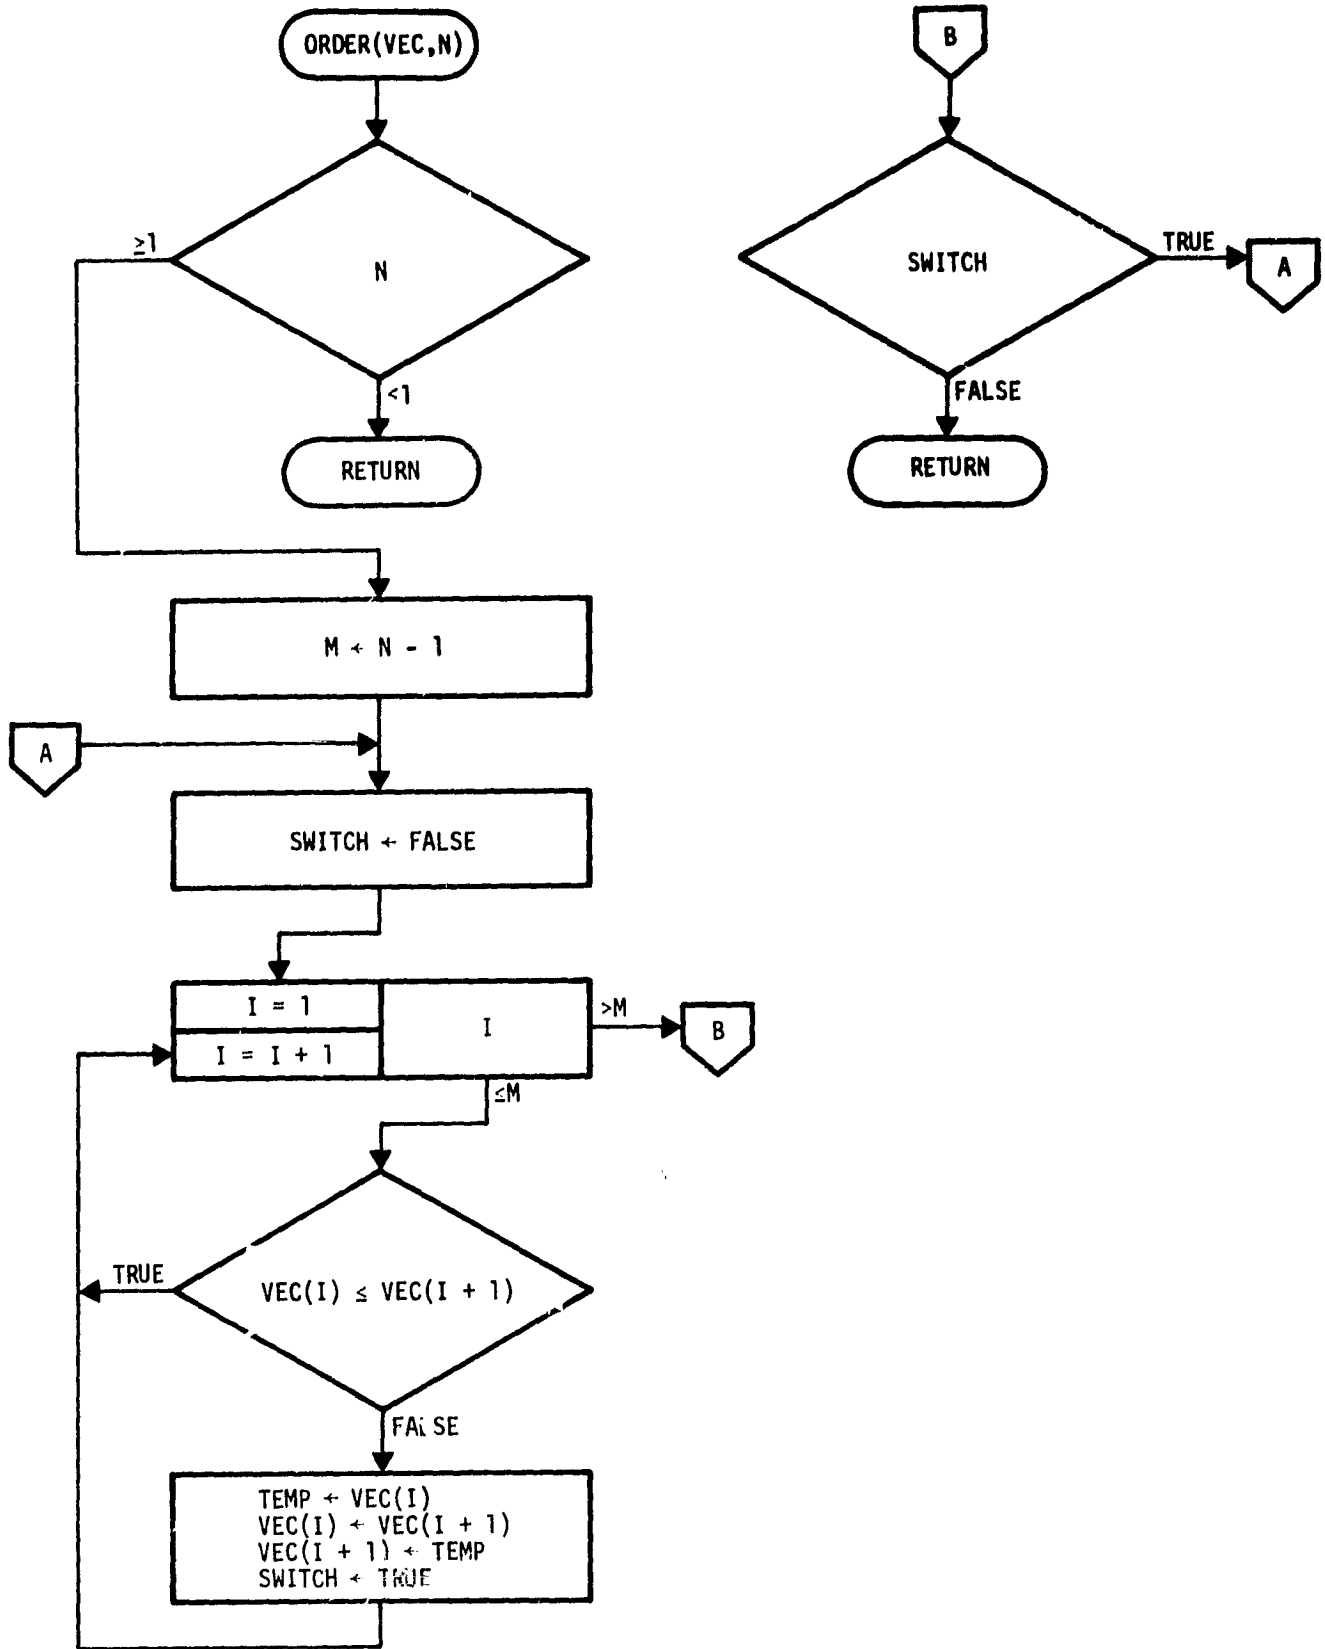 ORDER(VEC,N)
≥1
N
<1
RETURN
M ← N - 1
A
SWITCH ← FALSE
I = 1
I = I + 1
I
>M
B
≤M
TRUE
VEC(I) ≤ VEC(I + 1)
FALSE
TEMP ← VEC(I)
VEC(I) ← VEC(I + 1)
VEC(I + 1) ← TEMP
SWITCH ← TRUE
B
SWITCH
TRUE
A
FALSE
RETURN